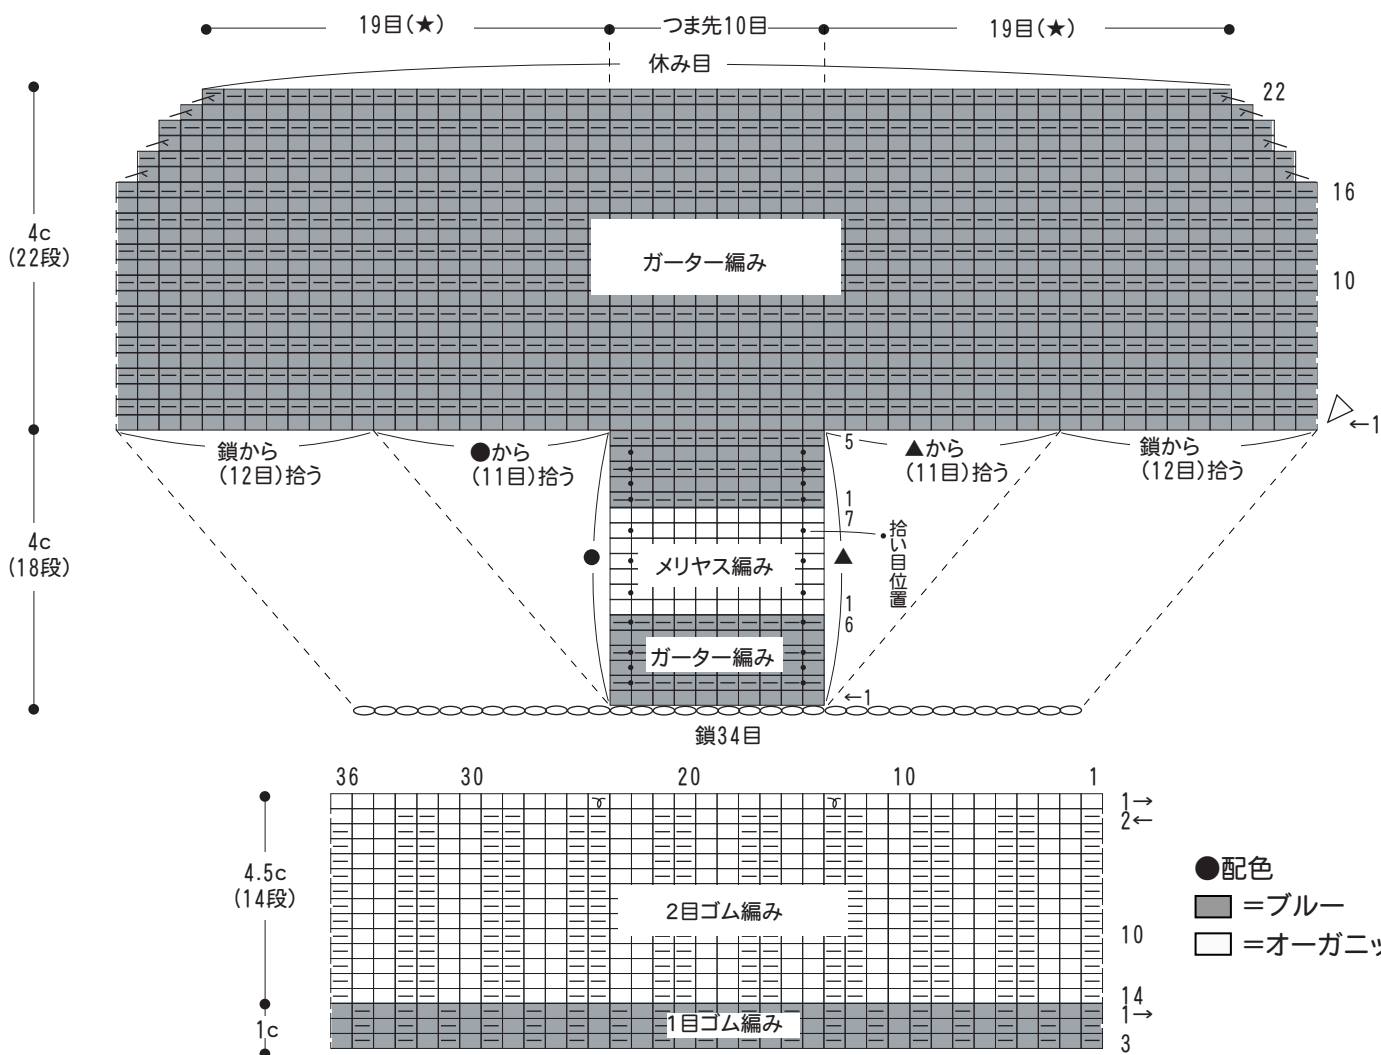 19目(★)
つま先10目
19目(★)
休み目
22
16
4c
(22段)
ガーター編み
10
←1
鎖から
(12目)拾う
●から
(11目)拾う
5
▲から
(11目)拾う
鎖から
(12目)拾う
1
7
4c
(18段)
メリヤス編み
拾い目位置
1
6
ガーター編み
←1
鎖34目
36
30
20
10
1
1→
2←
4.5c
(14段)
2目ゴム編み
10
14
1c
1目ゴム編み
1→
3
●配色
=ブルー
=オーガニッ